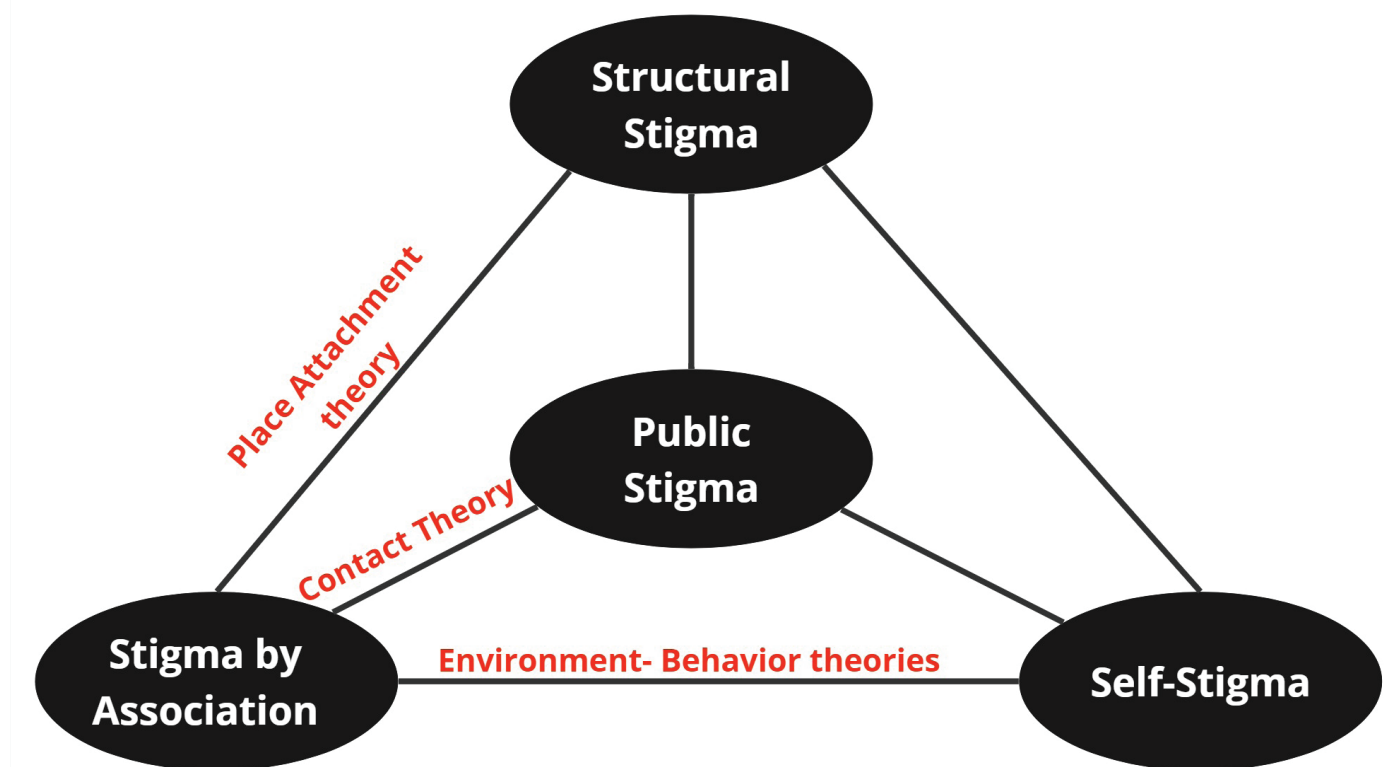 Structural
Stigma
Place Attachment
theory
Public
Stigma
Contact Theory
Stigma by
Association
Environment- Behavior theories
Self-Stigma